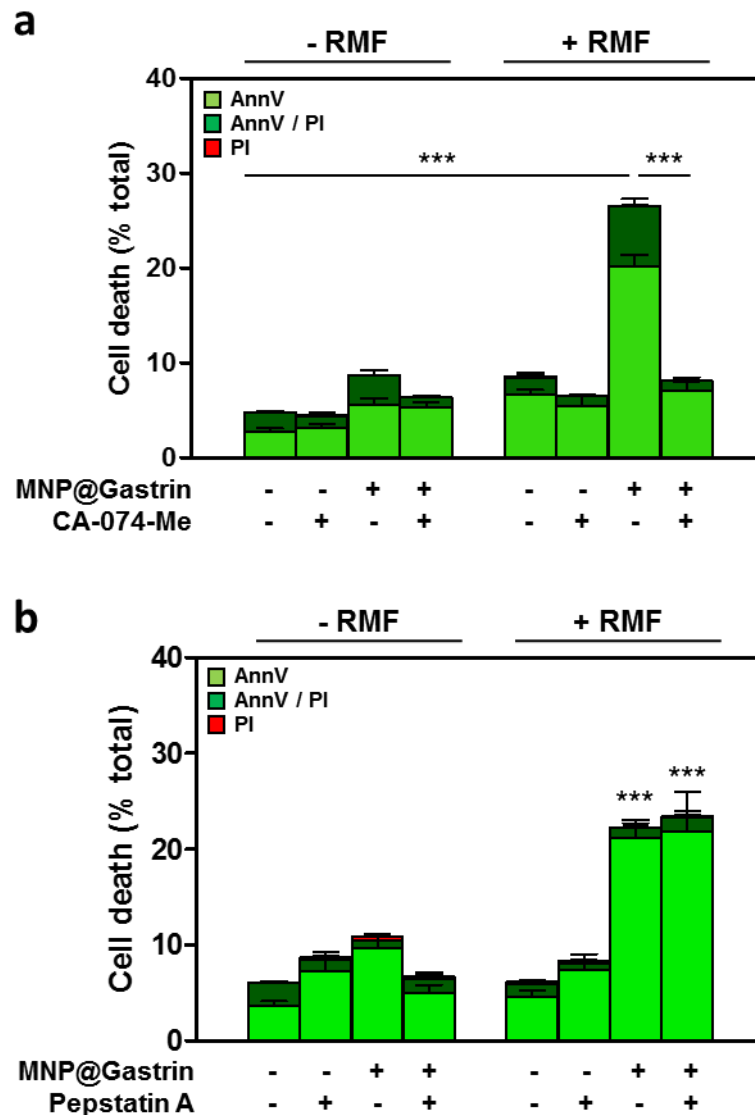 a
- RMF + RMF
40
AnnV
AnnV / PI
PI
30
*** ***
20
10
0
Cell death (% total)
MNP@Gastrin - - + + - - + +
CA-074-Me - + - + - + - +
b
- RMF + RMF
40
AnnV
AnnV / PI
PI
30
***
***
20
10
0
Cell death (% total)
MNP@Gastrin - - + + - - + +
Pepstatin A - + - + - + - +